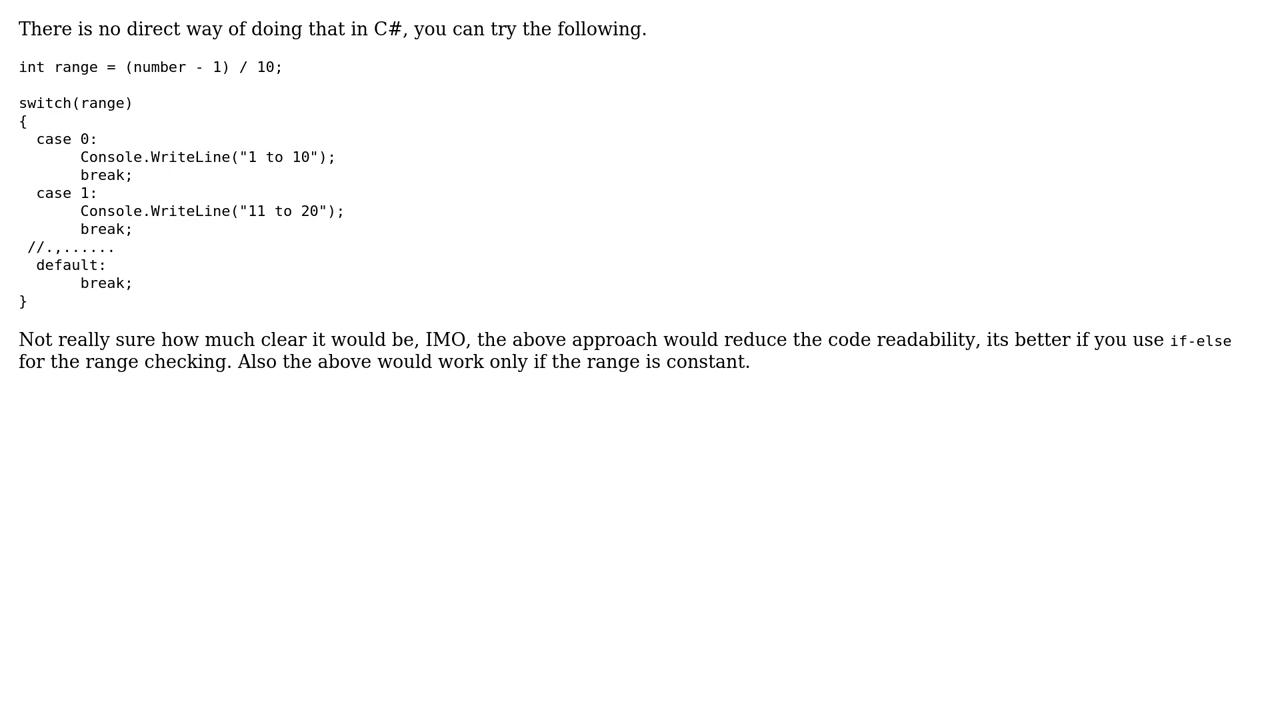 There is no direct way of doing that in C#, you can try the following.
int range = (number - 1) / 10;
switch(range)
{
  case 0:
       Console.WriteLine("1 to 10");
       break;
  case 1:
       Console.WriteLine("11 to 20");
       break;
 //.,......
  default:
       break;
}
Not really sure how much clear it would be, IMO, the above approach would reduce the code readability, its better if you use if-else
for the range checking. Also the above would work only if the range is constant.